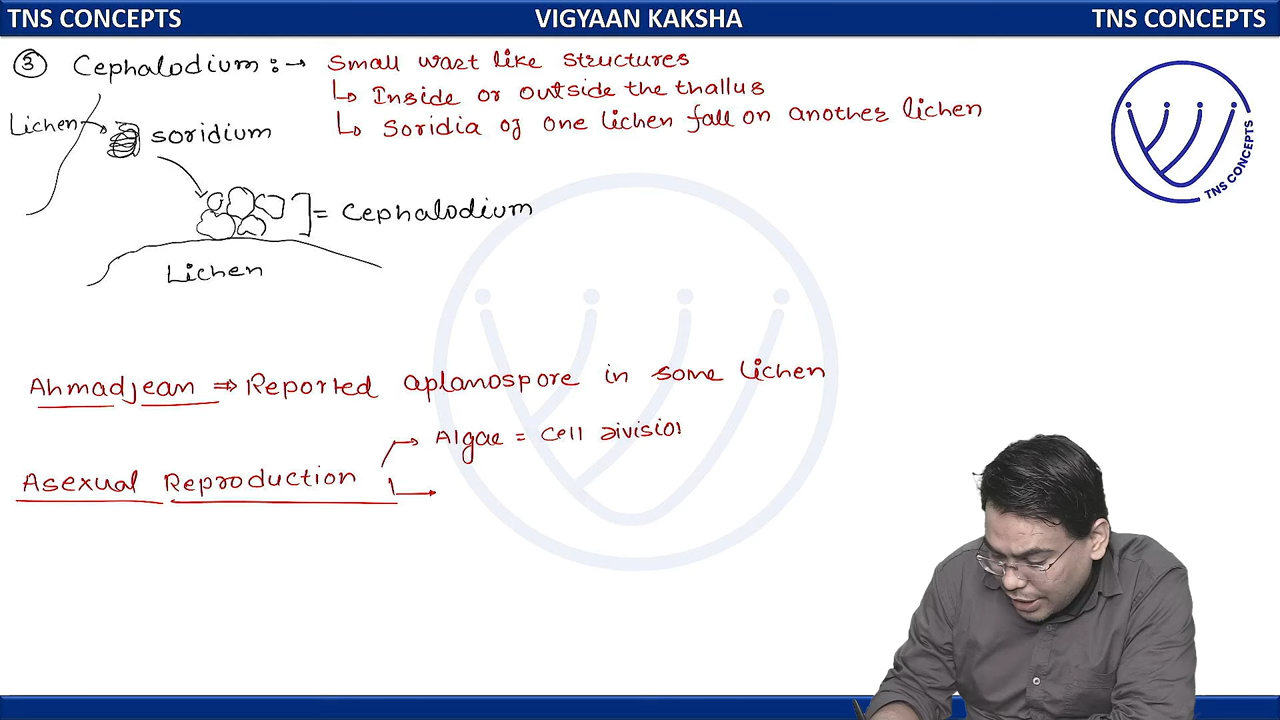 TNS CONCEPTS VIGYAAN KAKSHA TNS CONCEPTS
③ Cephalodium :→ Small wart like structures
↳ Inside or outside the thallus
↳ Soridia of one lichen fall on another lichen
Lichen → soridium
] = Cephalodium
Lichen
TNS CONCEPTS
Ahmadjean ⇒ Reported aplanospore in some lichen
→ Algae = cell division
Asexual Reproduction